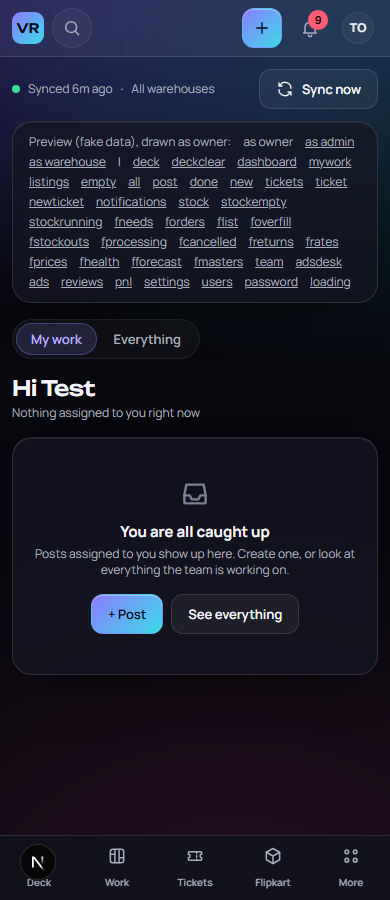 VR + 9 TO
Synced 6m ago · All warehouses Sync now
Preview (fake data), drawn as owner: as owner as admin
as warehouse | deck deckclear dashboard mywork
listings empty all post done new tickets ticket
newticket notifications stock stockempty
stockrunning fneeds forders flist foverfill
fstockouts fprocessing fcancelled freturns frates
fprices fhealth fforecast fmasters team adsdesk
ads reviews pnl settings users password loading
My work Everything
Hi Test
Nothing assigned to you right now
You are all caught up
Posts assigned to you show up here. Create one, or look at
everything the team is working on.
+ Post See everything
N
Deck Work Tickets Flipkart More